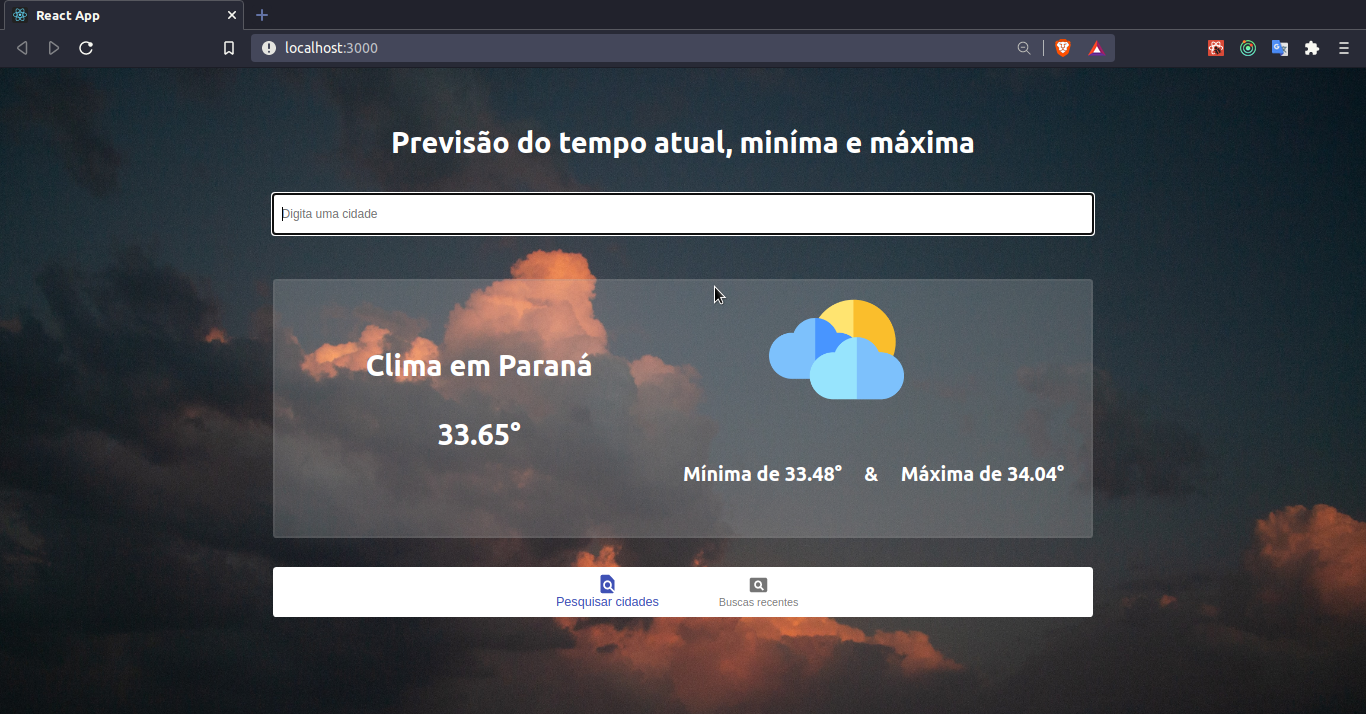 React App
localhost:3000
Previsão do tempo atual, miníma e máxima
Digita uma cidade
Clima em Paraná
33.65°
Mínima de 33.48° & Máxima de 34.04°
Pesquisar cidades
Buscas recentes